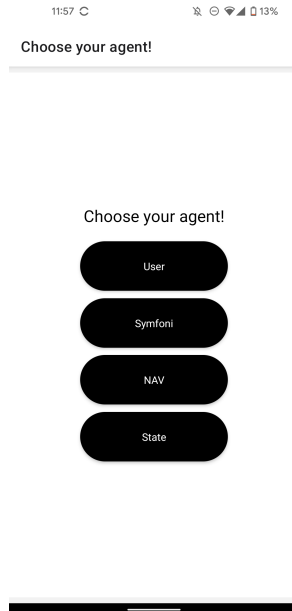 11:57
13%
Choose your agent!
Choose your agent!
User
Symfoni
NAV
State